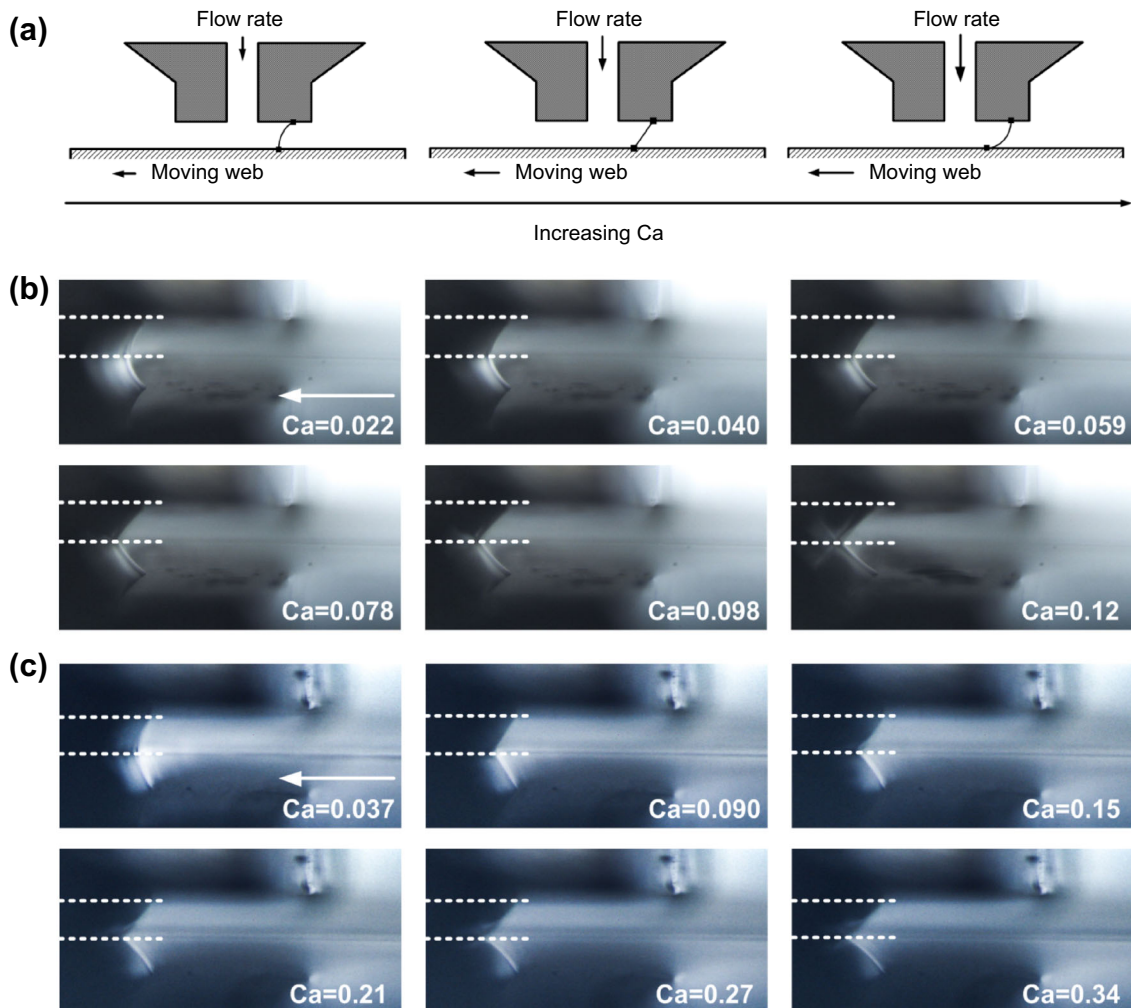 (a)
Flow rate
Flow rate
Flow rate
Moving web
Moving web
Moving web
Increasing Ca
(b)
Ca=0.022
Ca=0.040
Ca=0.059
Ca=0.078
Ca=0.098
Ca=0.12
(c)
Ca=0.037
Ca=0.090
Ca=0.15
Ca=0.21
Ca=0.27
Ca=0.34